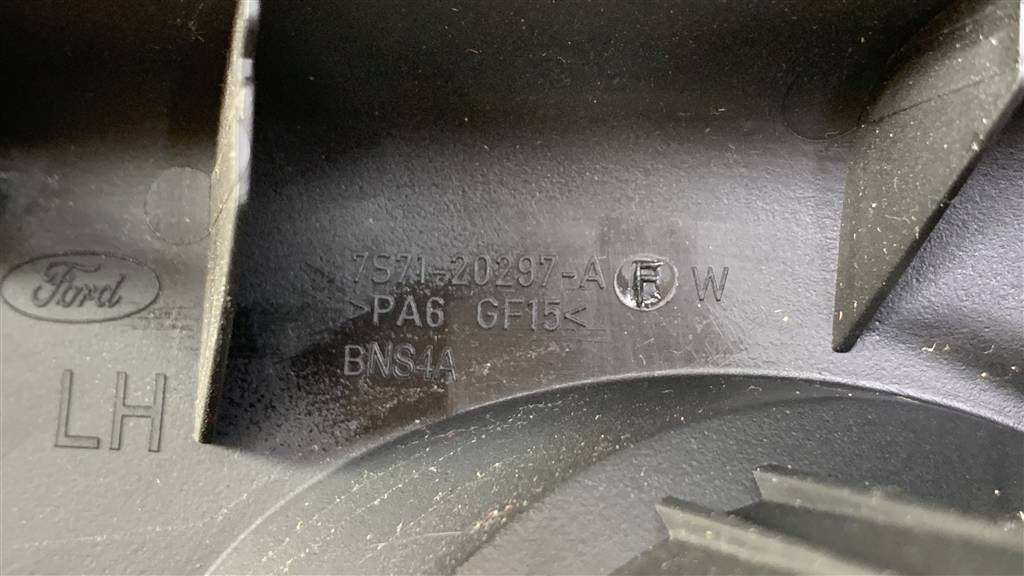 Ford
7S71-20297-A F W
>PA6 GF15<
BNS4A
LH